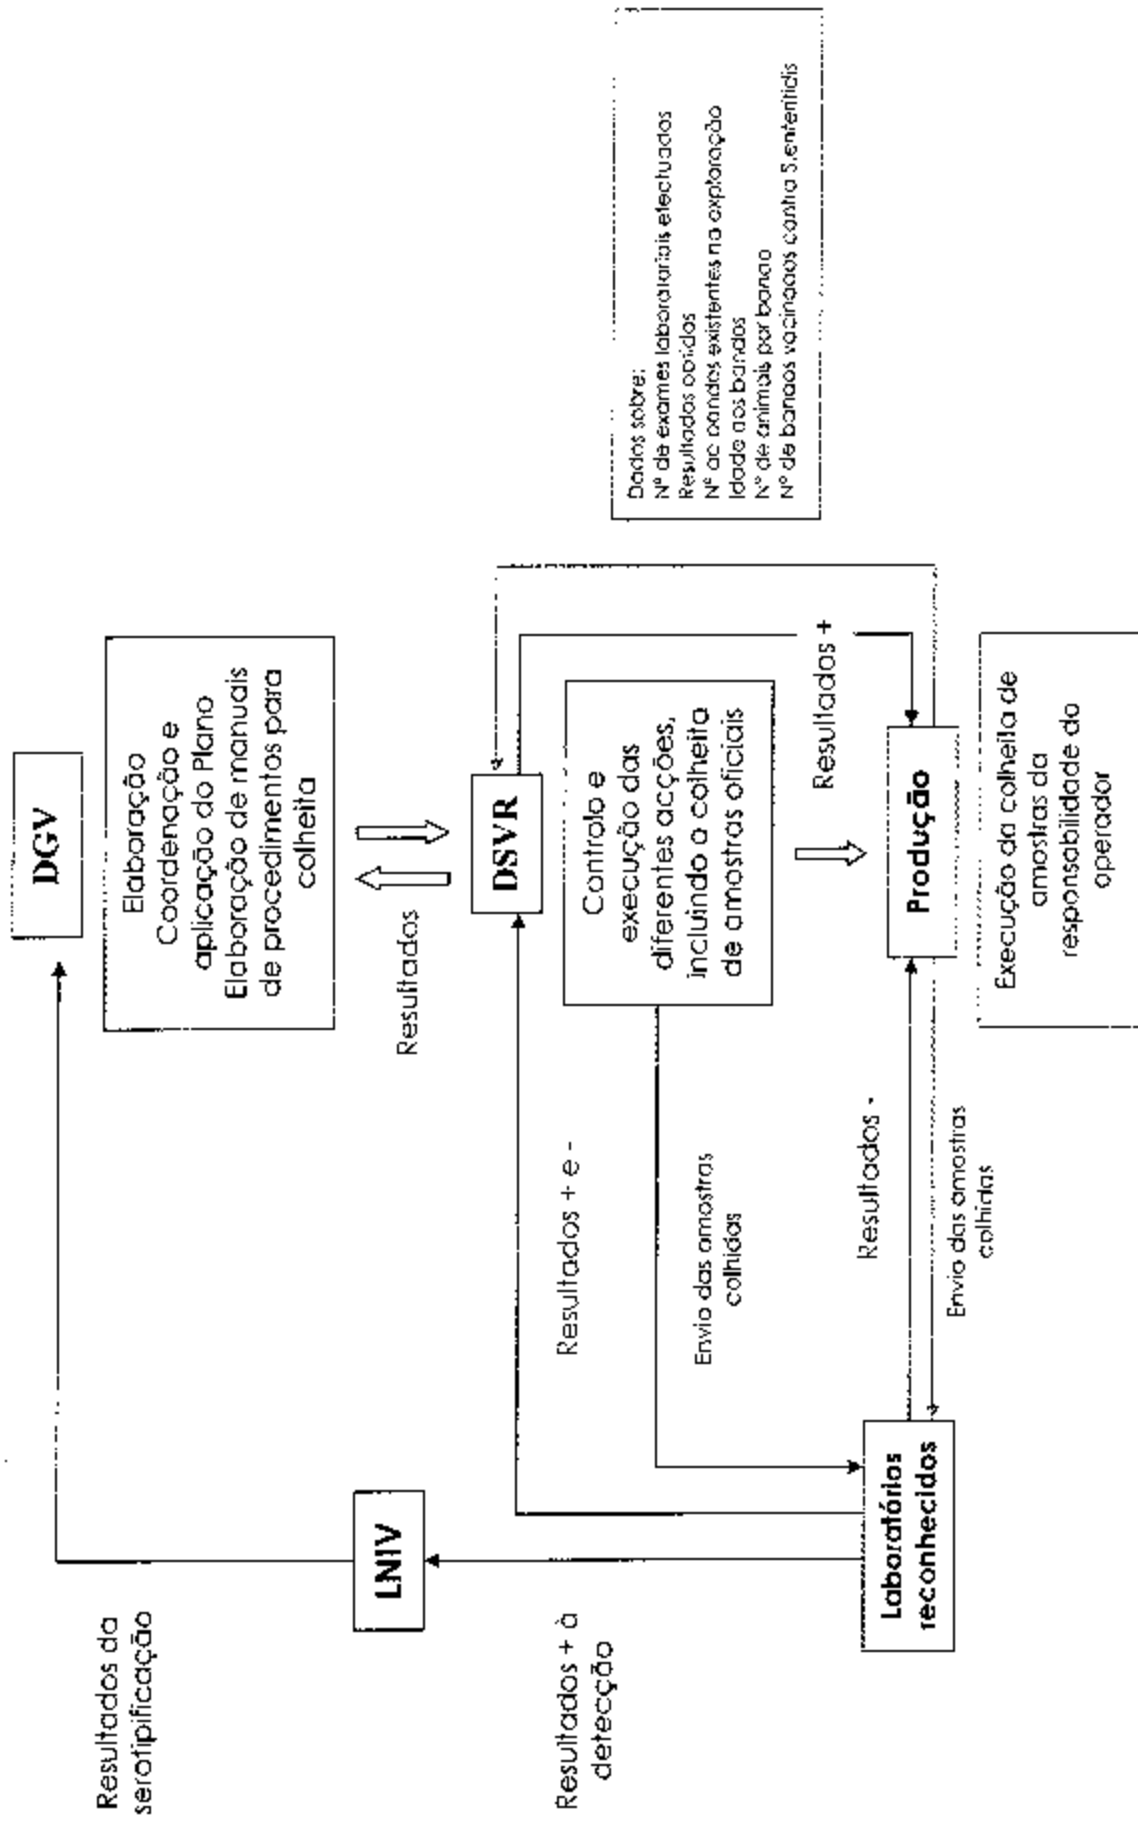 DGV
Elaboração
Coordenação e
aplicação do Plano
Elaboração de manuais
de procedimentos para
colheita
Resultados da
serotipificação
LNIV
Resultados
DSVR
Resultados + à
detecção
Resultados + e -
Controlo e
execução das
diferentes acções,
incluindo a colheita
de amostras oficiais
Envio das amostras
colhidas
Resultados +
Dados sobre:
Nº de exames laboratoriais efectuados
Resultados obtidos
Nº de bandos existentes na exploração
Idade dos bandos
Nº de animais por bando
Nº de bandos vacinados contra S.enteritidis
Laboratórios
reconhecidos
Resultados -
Envio das amostras
colhidas
Produção
Execução da colheita de
amostras da
responsabilidade do
operador